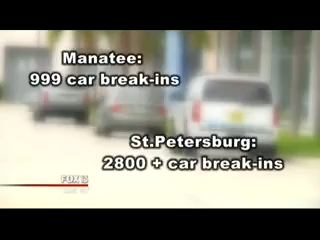 Manatee:
999 car break-ins
St.Petersburg:
2800 + car break-ins
FOX 13